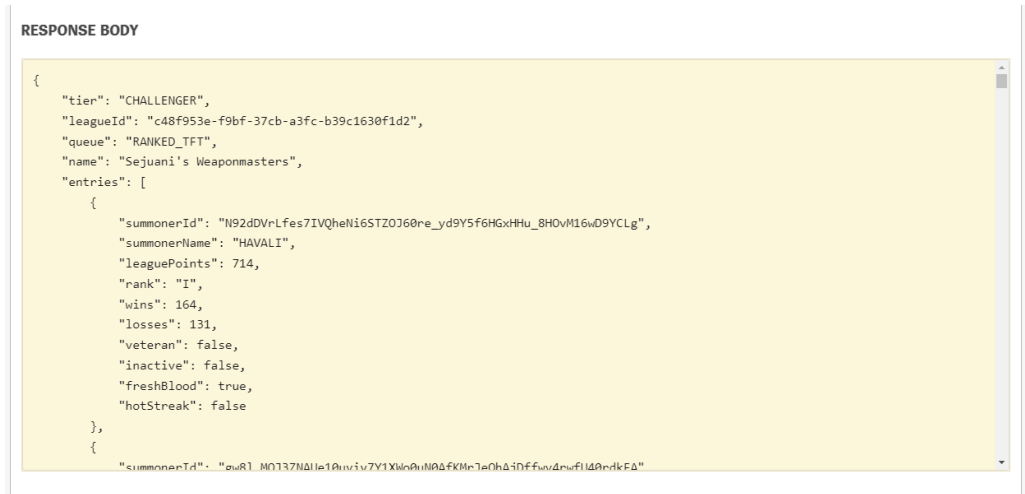 RESPONSE BODY
{
"tier": "CHALLENGER",
"leagueId": "c48f953e-f9bf-37cb-a3fc-b39c1630f1d2",
"queue": "RANKED_TFT",
"name": "Sejuani's Weaponmasters",
"entries": [
{
"summonerId": "N92dDVrLfes7IVQheNi6STZOJ60re_yd9Y5f6HGxHHu_8HOvM16wD9YCLg",
"summonerName": "HAVALI",
"leaguePoints": 714,
"rank": "I",
"wins": 164,
"losses": 131,
"veteran": false,
"inactive": false,
"freshBlood": true,
"hotStreak": false
},
{
"summonerId":